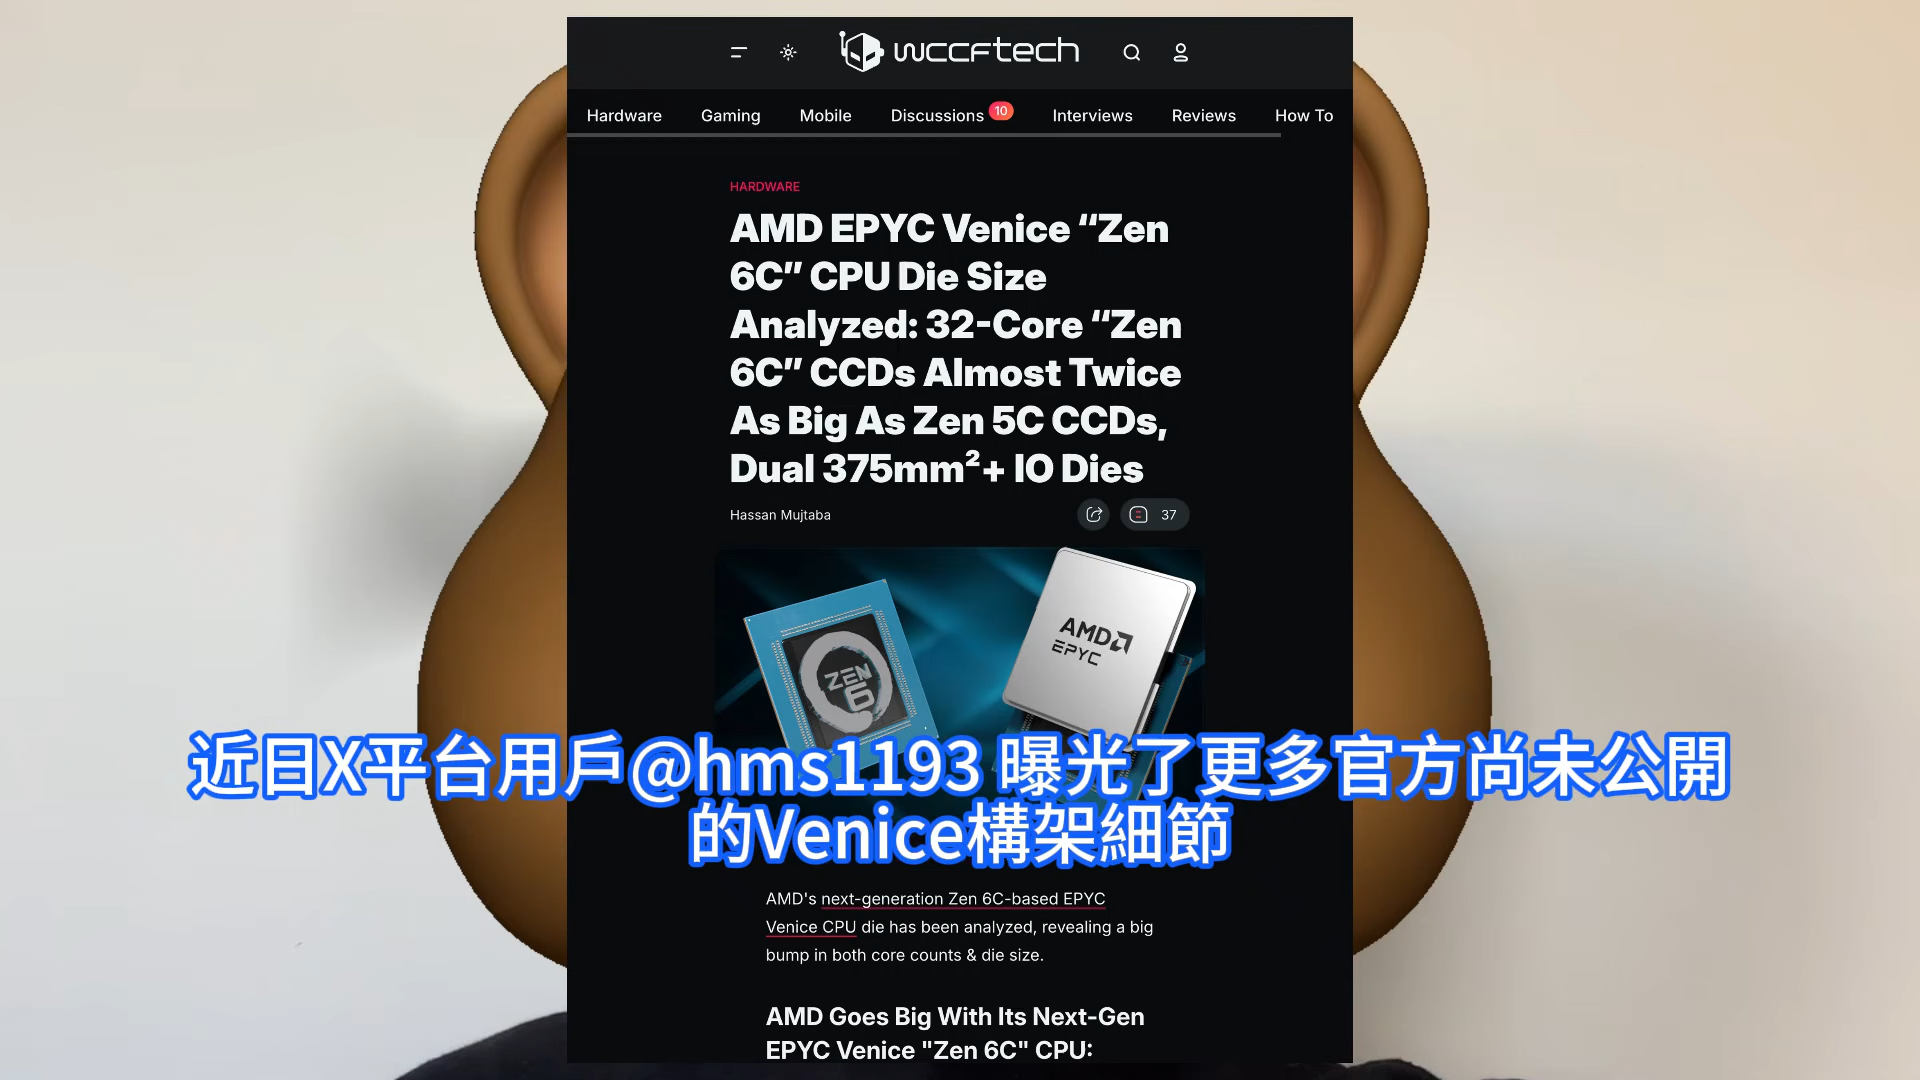 wccftech
Hardware Gaming Mobile Discussions 10 Interviews Reviews How To
HARDWARE
AMD EPYC Venice “Zen
6C” CPU Die Size
Analyzed: 32-Core “Zen
6C” CCDs Almost Twice
As Big As Zen 5C CCDs,
Dual 375mm²+ IO Dies
Hassan Mujtaba 37
ZEN
6
AMD
EPYC
近日X平台用戶@hms1193 曝光了更多官方尚未公開
的Venice構架細節
AMD's next-generation Zen 6C-based EPYC
Venice CPU die has been analyzed, revealing a big
bump in both core counts & die size.
AMD Goes Big With Its Next-Gen
EPYC Venice "Zen 6C" CPU: